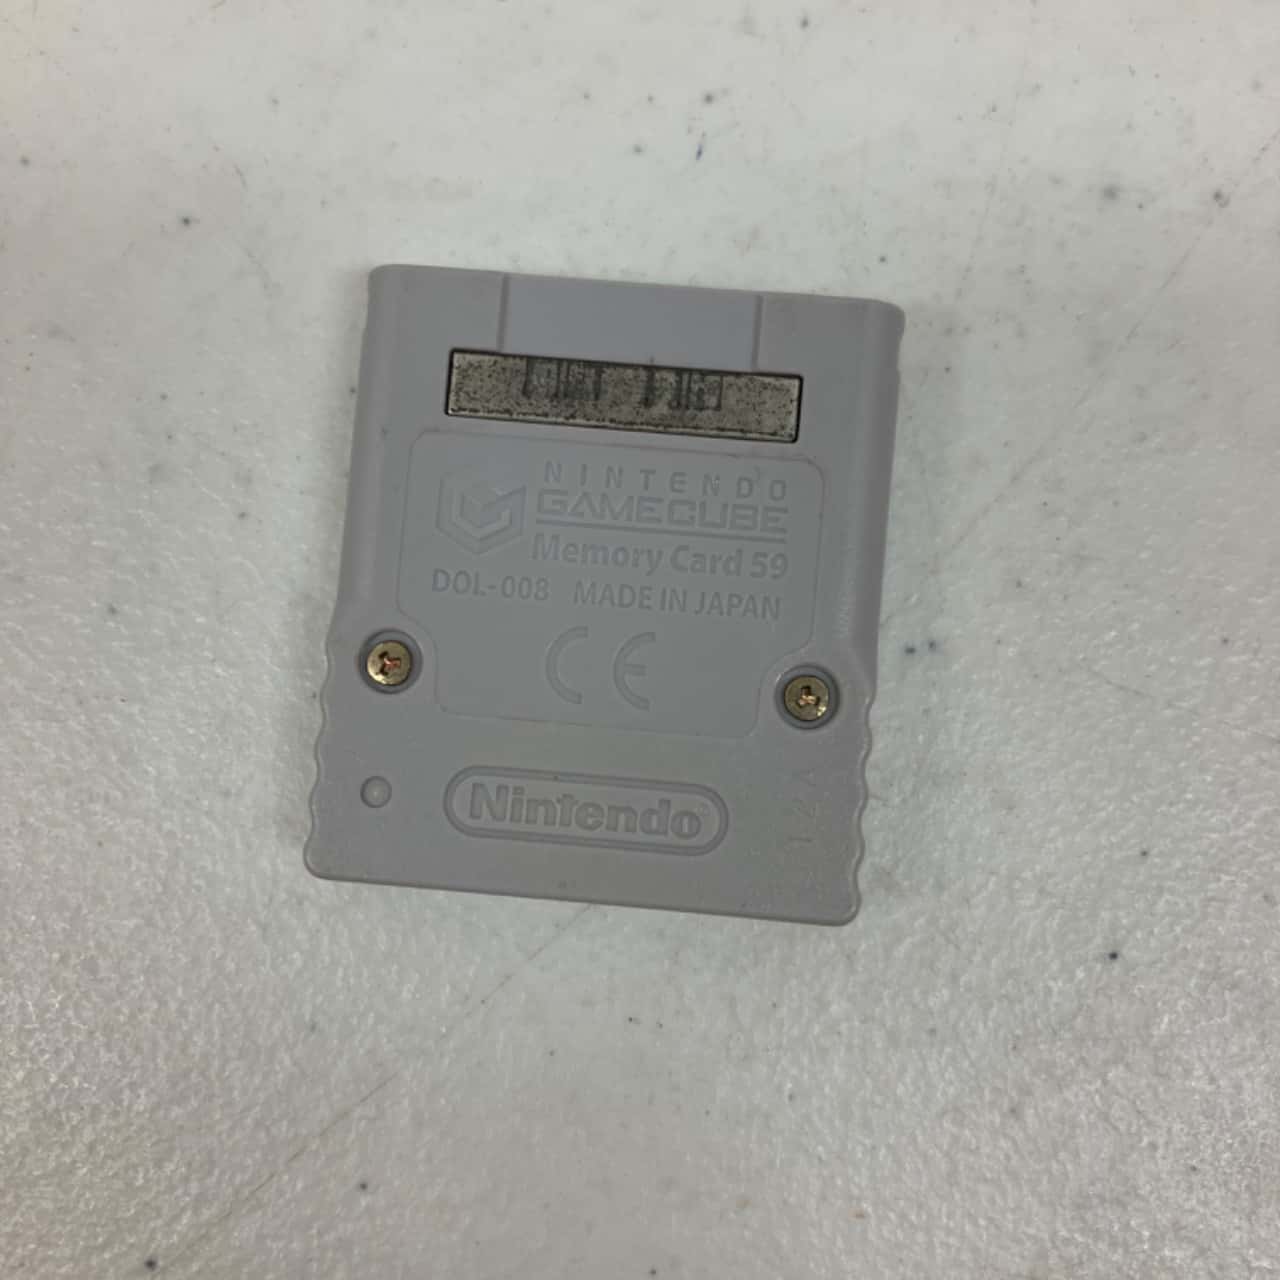 NINTENDO
GAMECUBE
Memory Card 59
DOL-008 MADE IN JAPAN
CE
Nintendo